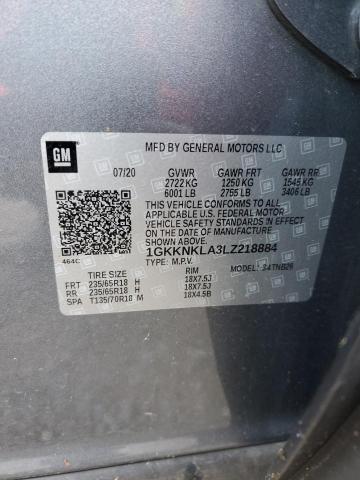 GM
MFD BY GENERAL MOTORS LLC
07/20 GVWR GAWR FRT GAWR RR
2722 KG 1250 KG 1545 KG
6001 LB 2755 LB 3406 LB
THIS VEHICLE CONFORMS TO ALL
APPLICABLE U.S. FEDERAL MOTOR
VEHICLE SAFETY STANDARDS IN
EFFECT ON THE DATE OF
MANUFACTURE SHOWN ABOVE.
1GKKNKLA3LZ218884
464C TYPE: M.P.V. MODEL:
TIRE SIZE RIM
FRT 235/65R18 H 18X7.5J
RR 235/65R18 H 18X7.5J
SPA T135/70R18 M 18X4.5B